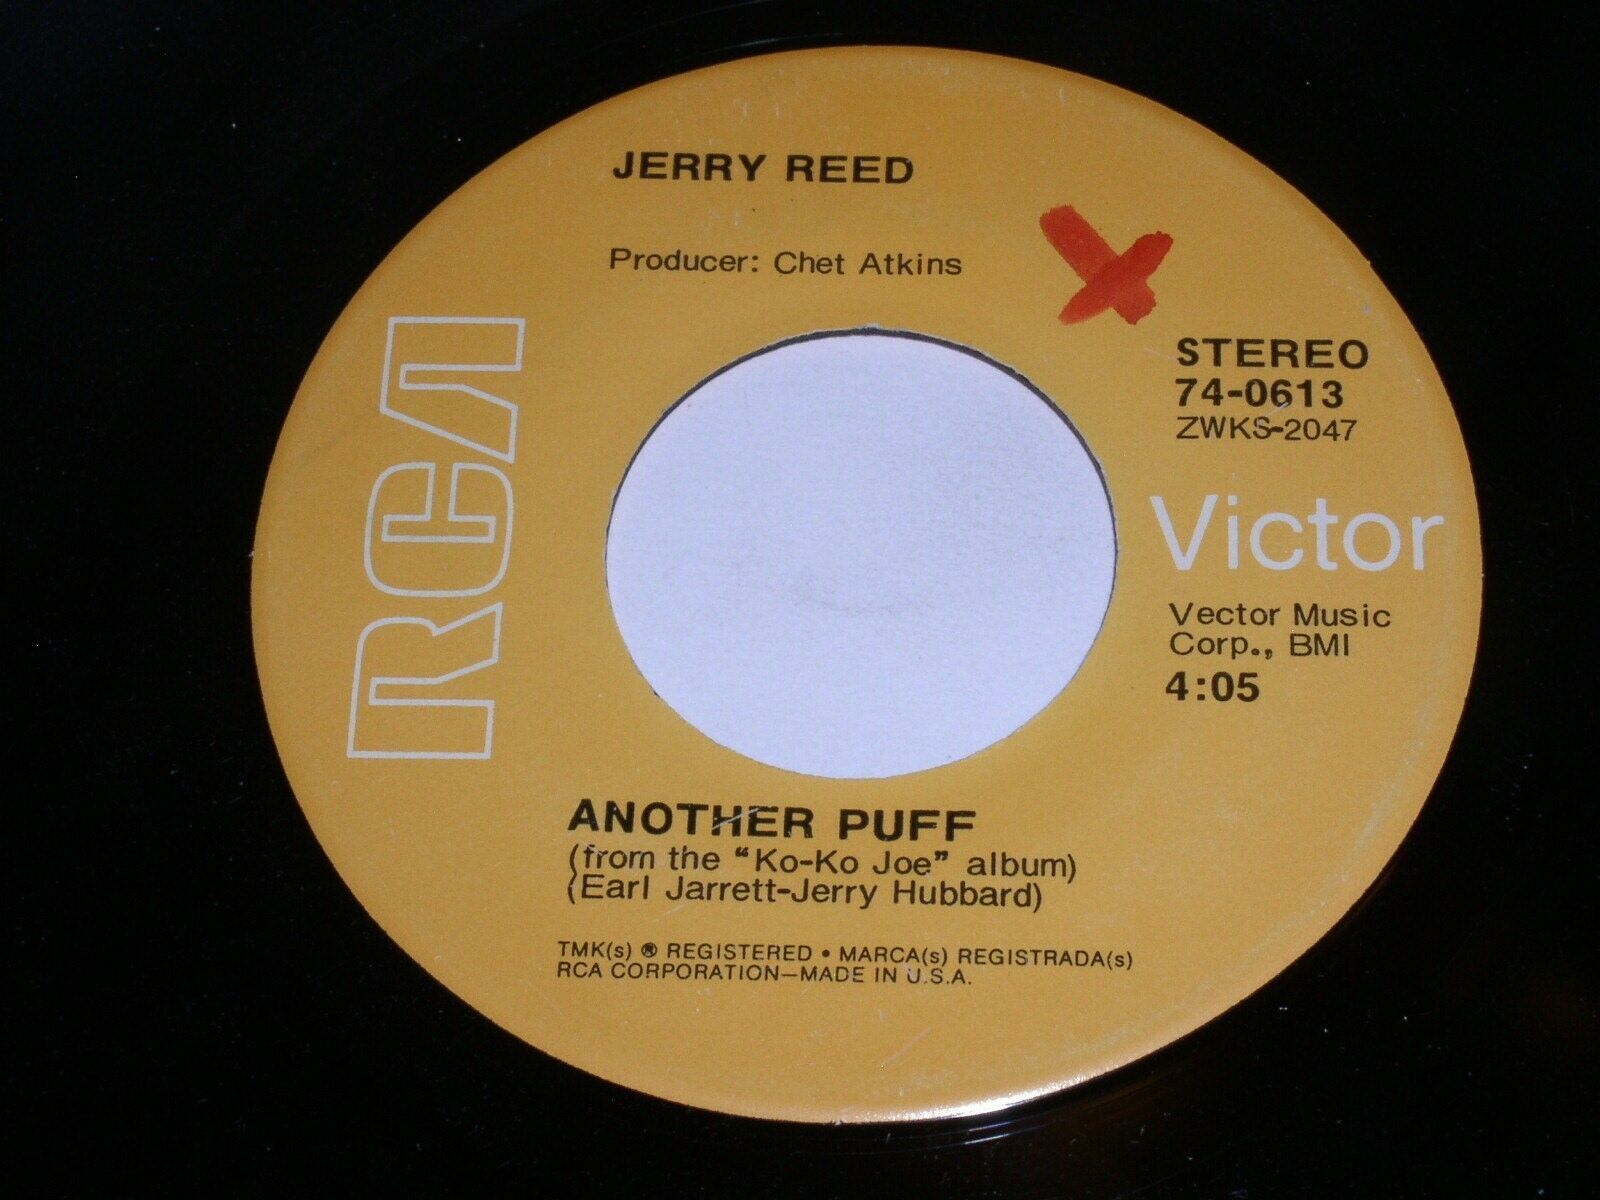 JERRY REED
Producer: Chet Atkins
RCA
STEREO
74-0613
ZWKS-2047
Victor
Vector Music
Corp., BMI
4:05
ANOTHER PUFF
(from the "Ko-Ko Joe" album)
(Earl Jarrett-Jerry Hubbard)
TMK(s) ® REGISTERED • MARCA(s) REGISTRADA(s)
RCA CORPORATION—MADE IN U.S.A.